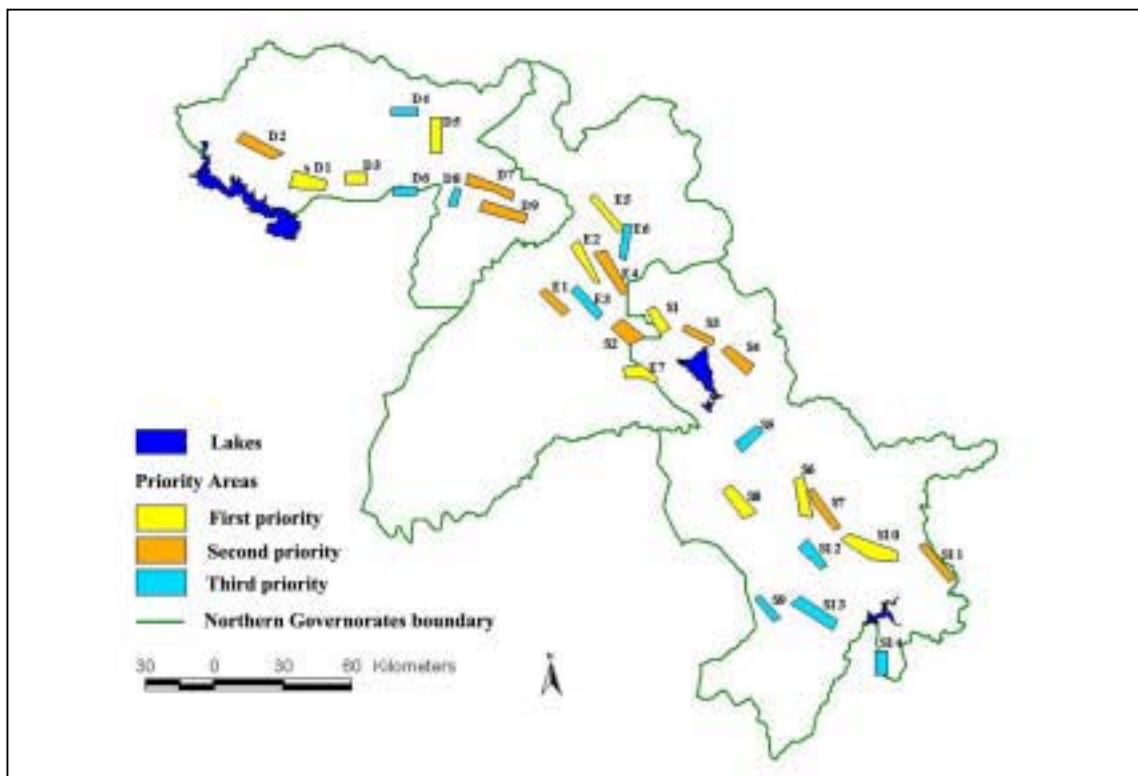 D4
D5
D2
D1
D3
D6
D8
D7
D9
E5
E6
E2
E4
E1
E3
S1
S3
S2
S4
E7
S5
Lakes
Priority Areas
First priority
Second priority
Third priority
Northern Governorates boundary
30 0 30 60 Kilometers
S6
S8
S7
S10
S12
S11
S9
S13
S14